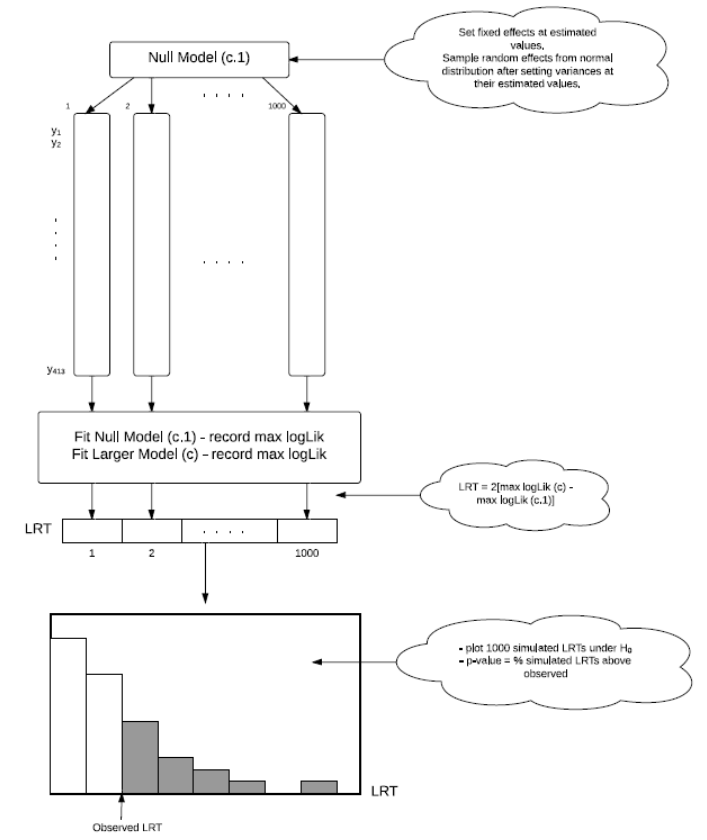 Null Model (c.1)
Set fixed effects at estimated
values.
Sample random effects from normal
distribution after setting variances at
their estimated values.
. . . .
1
2
1000
y₁
y₂
. . . .
. . . .
y₄₁₃
Fit Null Model (c.1) - record max logLik
Fit Larger Model (c) - record max logLik
LRT = 2[max logLik (c) -
max logLik (c.1)]
LRT
. . . .
1
2
1000
- plot 1000 simulated LRTs under H₀
- p-value = % simulated LRTs above
observed
LRT
Observed LRT